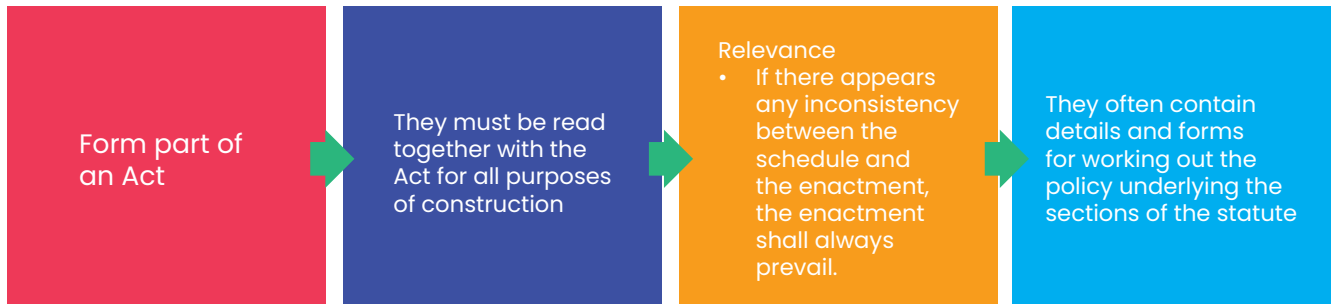 Form part of
an Act
They must be read
together with the
Act for all purposes
of construction
Relevance
• If there appears
any inconsistency
between the
schedule and
the enactment,
the enactment
shall always
prevail.
They often contain
details and forms
for working out the
policy underlying the
sections of the statute